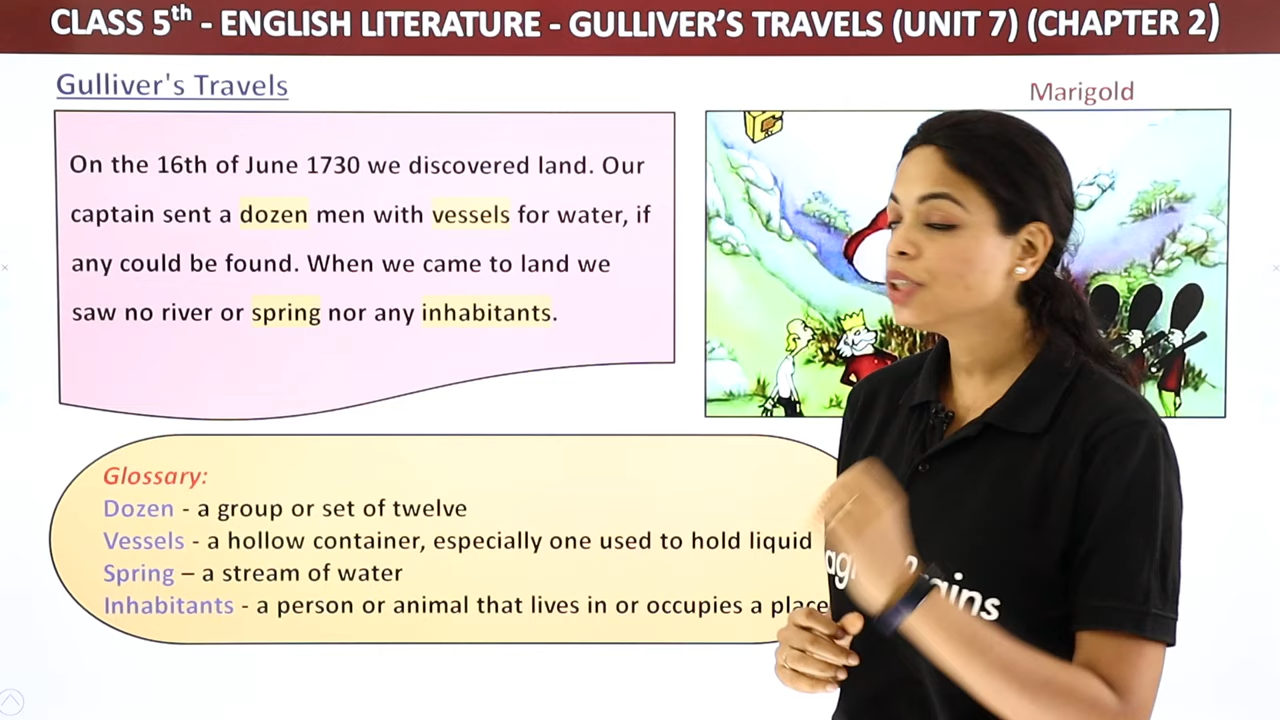 CLASS 5th - ENGLISH LITERATURE - GULLIVER'S TRAVELS (UNIT 7) (CHAPTER 2)
Gulliver's Travels
Marigold
On the 16th of June 1730 we discovered land. Our
captain sent a dozen men with vessels for water, if
any could be found. When we came to land we
saw no river or spring nor any inhabitants.
Glossary:
Dozen - a group or set of twelve
Vessels - a hollow container, especially one used to hold liquid
Spring – a stream of water
Inhabitants - a person or animal that lives in or occupies a place